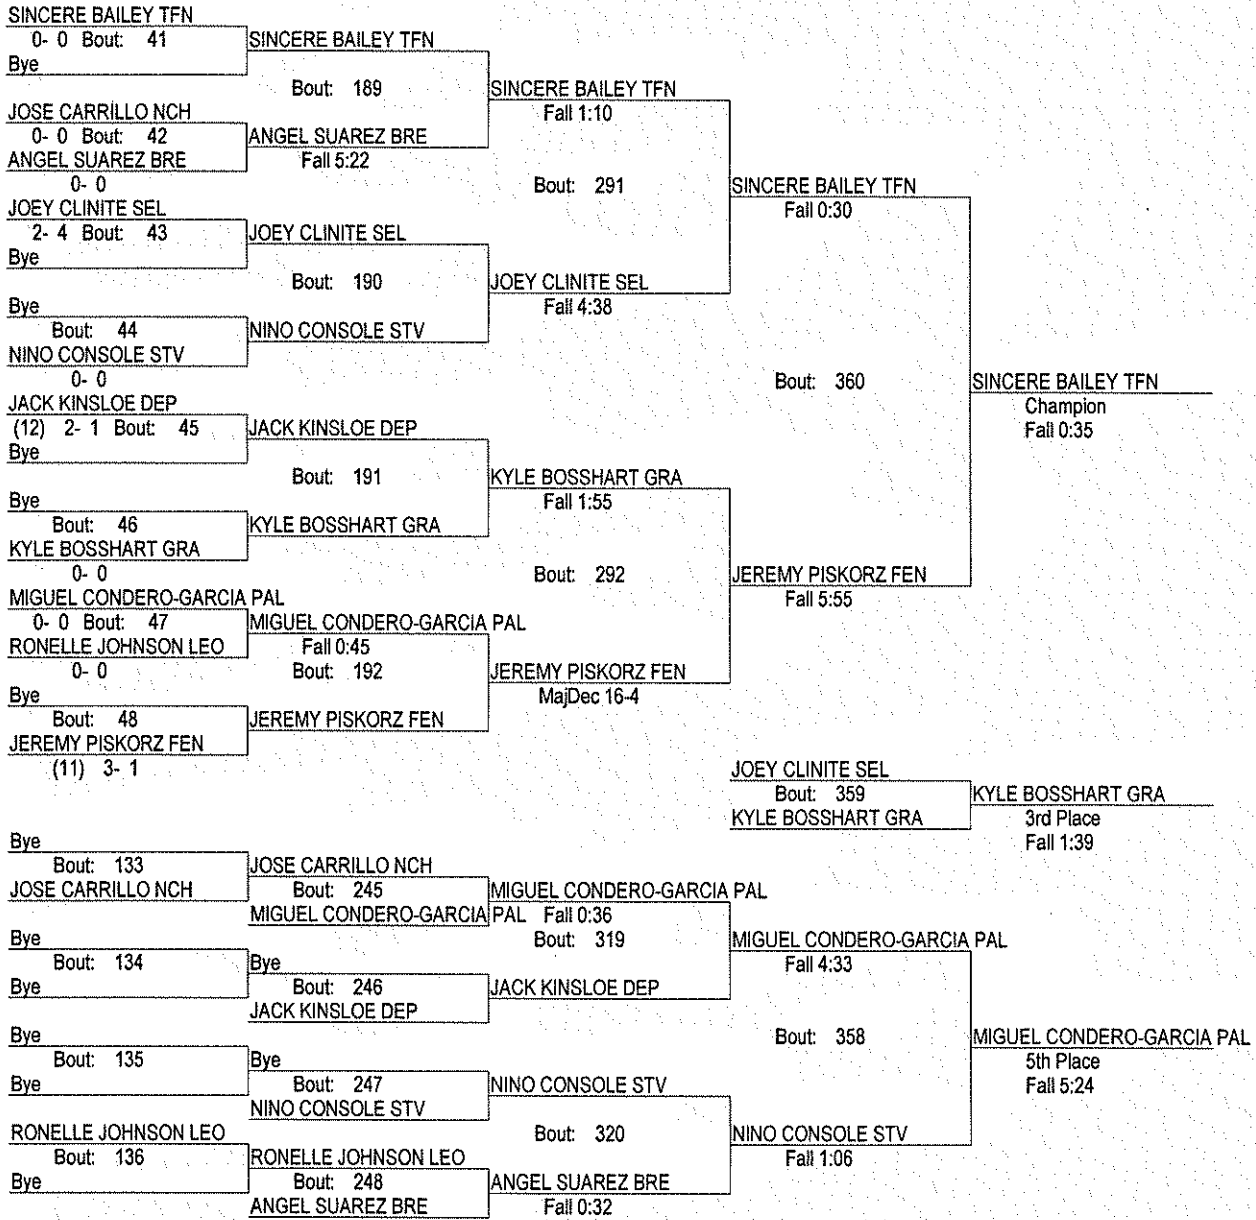 SINCERE BAILEY TFN
0- 0 Bout: 41
SINCERE BAILEY TFN
Bye
Bout: 189
SINCERE BAILEY TFN
JOSE CARRILLO NCH
Fall 1:10
0- 0 Bout: 42
ANGEL SUAREZ BRE
ANGEL SUAREZ BRE
Fall 5:22
0- 0
Bout: 291
SINCERE BAILEY TFN
JOEY CLINITE SEL
Fall 0:30
2- 4 Bout: 43
JOEY CLINITE SEL
Bye
Bout: 190
JOEY CLINITE SEL
Bye
Fall 4:38
Bout: 44
NINO CONSOLE STV
NINO CONSOLE STV
0- 0
Bout: 360
SINCERE BAILEY TFN
JACK KINSLOE DEP
Champion
(12) 2- 1 Bout: 45
JACK KINSLOE DEP
Fall 0:35
Bye
Bout: 191
KYLE BOSSHART GRA
Bye
Fall 1:55
Bout: 46
KYLE BOSSHART GRA
KYLE BOSSHART GRA
0- 0
Bout: 292
JEREMY PISKORZ FEN
MIGUEL CONDERO-GARCIA PAL
Fall 5:55
0- 0 Bout: 47
MIGUEL CONDERO-GARCIA PAL
RONELLE JOHNSON LEO
Fall 0:45
0- 0
Bout: 192
JEREMY PISKORZ FEN
Bye
MajDec 16-4
Bout: 48
JEREMY PISKORZ FEN
JEREMY PISKORZ FEN
(11) 3- 1
JOEY CLINITE SEL
Bout: 359
KYLE BOSSHART GRA
KYLE BOSSHART GRA
3rd Place
Fall 1:39
Bye
Bout: 133
JOSE CARRILLO NCH
JOSE CARRILLO NCH
Bout: 245
MIGUEL CONDERO-GARCIA PAL
MIGUEL CONDERO-GARCIA PAL
Fall 0:36
Bye
Bout: 319
MIGUEL CONDERO-GARCIA PAL
Bout: 134
Bye
Fall 4:33
Bye
Bout: 246
JACK KINSLOE DEP
JACK KINSLOE DEP
Bye
Bout: 358
MIGUEL CONDERO-GARCIA PAL
Bout: 135
Bye
5th Place
Bye
Bout: 247
NINO CONSOLE STV
Fall 5:24
NINO CONSOLE STV
RONELLE JOHNSON LEO
Bout: 320
NINO CONSOLE STV
Bout: 136
RONELLE JOHNSON LEO
Fall 1:06
Bye
Bout: 248
ANGEL SUAREZ BRE
ANGEL SUAREZ BRE
Fall 0:32